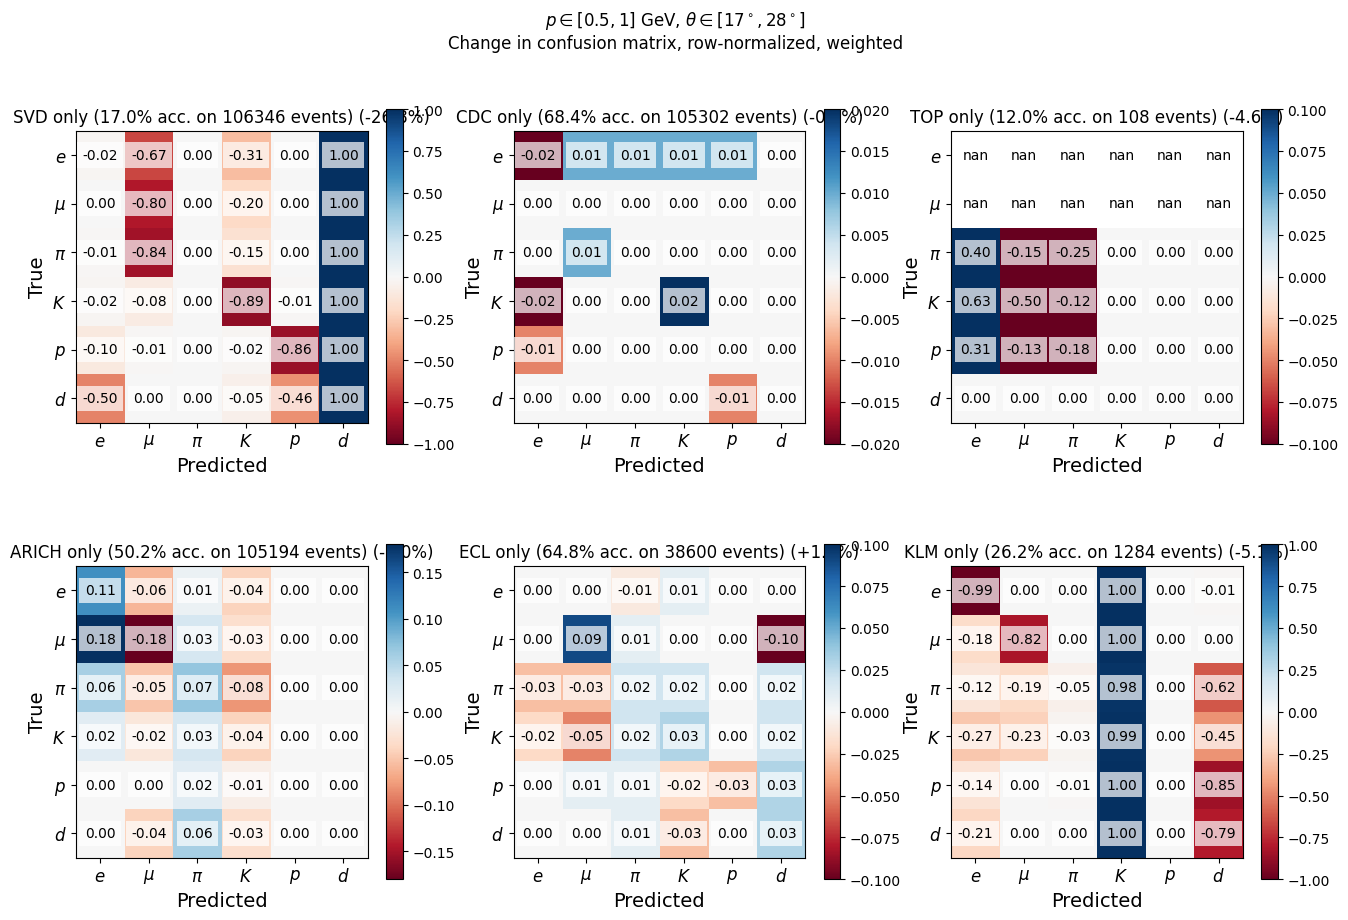 p ∈ [0.5, 1] GeV, θ ∈ [17°, 28°]
Change in confusion matrix, row-normalized, weighted
SVD only (17.0% acc. on 106346 events)
e -0.02 -0.67 0.00 -0.31 0.00 1.00
μ 0.00 -0.80 0.00 -0.20 0.00 1.00
π -0.01 -0.84 0.00 -0.15 0.00 1.00
K -0.02 -0.08 0.00 -0.89 -0.01 1.00
p -0.10 -0.01 0.00 -0.02 -0.86 1.00
d -0.50 0.00 0.00 -0.05 -0.46 1.00
e μ π K p d
True
Predicted
1.00
0.75
0.50
0.25
0.00
−0.25
−0.50
−0.75
−1.00
CDC only (68.4% acc. on 105302 events)
e -0.02 0.01 0.01 0.01 0.01 0.00
μ 0.00 0.00 0.00 0.00 0.00 0.00
π 0.00 0.01 0.00 0.00 0.00 0.00
K -0.02 0.00 0.00 0.02 0.00 0.00
p -0.01 0.00 0.00 0.00 0.00 0.00
d 0.00 0.00 0.00 0.00 -0.01 0.00
e μ π K p d
True
Predicted
0.020
0.015
0.010
0.005
0.000
−0.005
−0.010
−0.015
−0.020
TOP only (12.0% acc. on 108 events)
e nan nan nan nan nan nan
μ nan nan nan nan nan nan
π 0.40 -0.15 -0.25 0.00 0.00 0.00
K 0.63 -0.50 -0.12 0.00 0.00 0.00
p 0.31 -0.13 -0.18 0.00 0.00 0.00
d 0.00 0.00 0.00 0.00 0.00 0.00
e μ π K p d
True
Predicted
0.100
0.075
0.050
0.025
0.000
−0.025
−0.050
−0.075
−0.100
ARICH only (50.2% acc. on 105194 events)
e 0.11 -0.06 0.01 -0.04 0.00 0.00
μ 0.18 -0.18 0.03 -0.03 0.00 0.00
π 0.06 -0.05 0.07 -0.08 0.00 0.00
K 0.02 -0.02 0.03 -0.04 0.00 0.00
p 0.00 0.00 0.02 -0.01 0.00 0.00
d 0.00 -0.04 0.06 -0.03 0.00 0.00
e μ π K p d
True
Predicted
0.15
0.10
0.05
0.00
−0.05
−0.10
−0.15
ECL only (64.8% acc. on 38600 events)
e 0.00 0.00 -0.01 0.01 0.00 0.00
μ 0.00 0.09 0.01 0.00 0.00 -0.10
π -0.03 -0.03 0.02 0.02 0.00 0.02
K -0.02 -0.05 0.02 0.03 0.00 0.02
p 0.00 0.01 0.01 -0.02 -0.03 0.03
d 0.00 0.00 0.01 -0.03 0.00 0.03
e μ π K p d
True
Predicted
0.100
0.075
0.050
0.025
0.000
−0.025
−0.050
−0.075
−0.100
KLM only (26.2% acc. on 1284 events)
e -0.99 0.00 0.00 1.00 0.00 -0.01
μ -0.18 -0.82 0.00 1.00 0.00 0.00
π -0.12 -0.19 -0.05 0.98 0.00 -0.62
K -0.27 -0.23 -0.03 0.99 0.00 -0.45
p -0.14 0.00 -0.01 1.00 0.00 -0.85
d -0.21 0.00 0.00 1.00 0.00 -0.79
e μ π K p d
True
Predicted
1.00
0.75
0.50
0.25
0.00
−0.25
−0.50
−0.75
−1.00